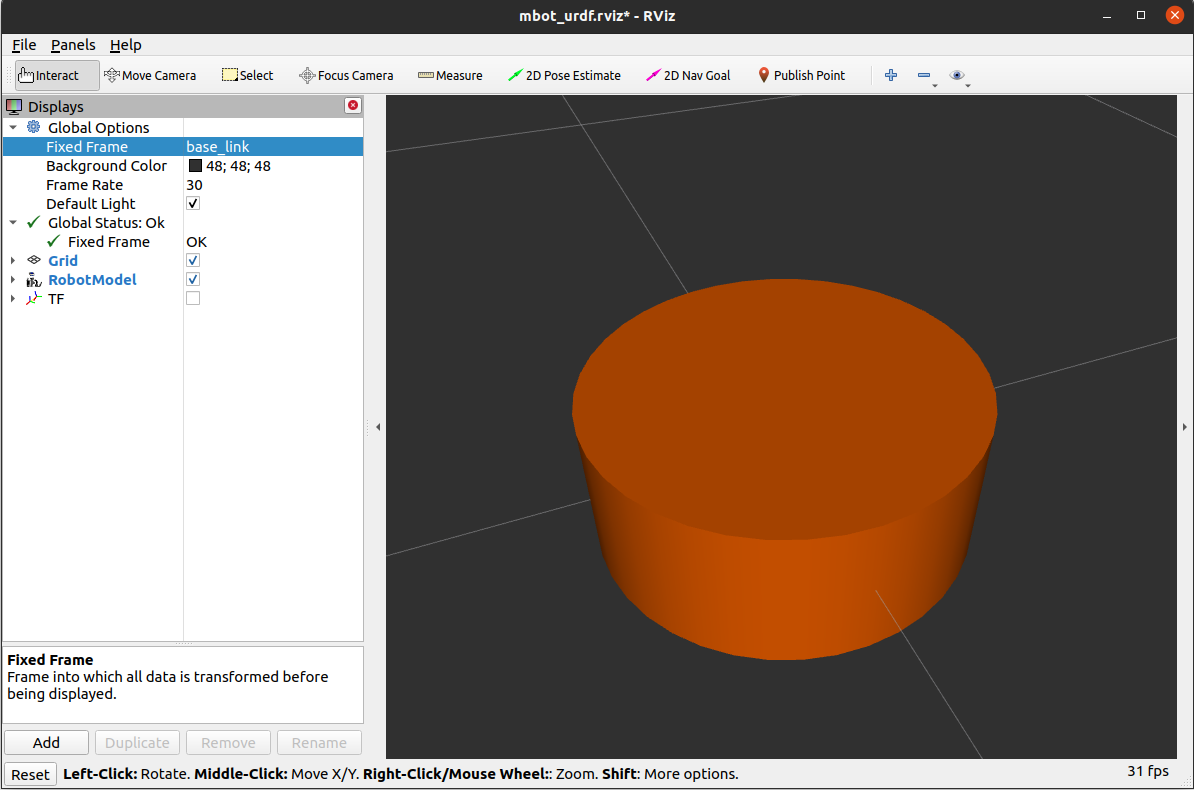 mbot_urdf.rviz* - RViz
File Panels Help
Interact Move Camera Select Focus Camera Measure 2D Pose Estimate 2D Nav Goal Publish Point
Displays
Global Options
Fixed Frame base_link
Background Color 48; 48; 48
Frame Rate 30
Default Light
Global Status: Ok
Fixed Frame OK
Grid
RobotModel
TF
Fixed Frame
Frame into which all data is transformed before
being displayed.
Add Duplicate Remove Rename
Reset Left-Click: Rotate. Middle-Click: Move X/Y. Right-Click/Mouse Wheel:: Zoom. Shift: More options. 31 fps